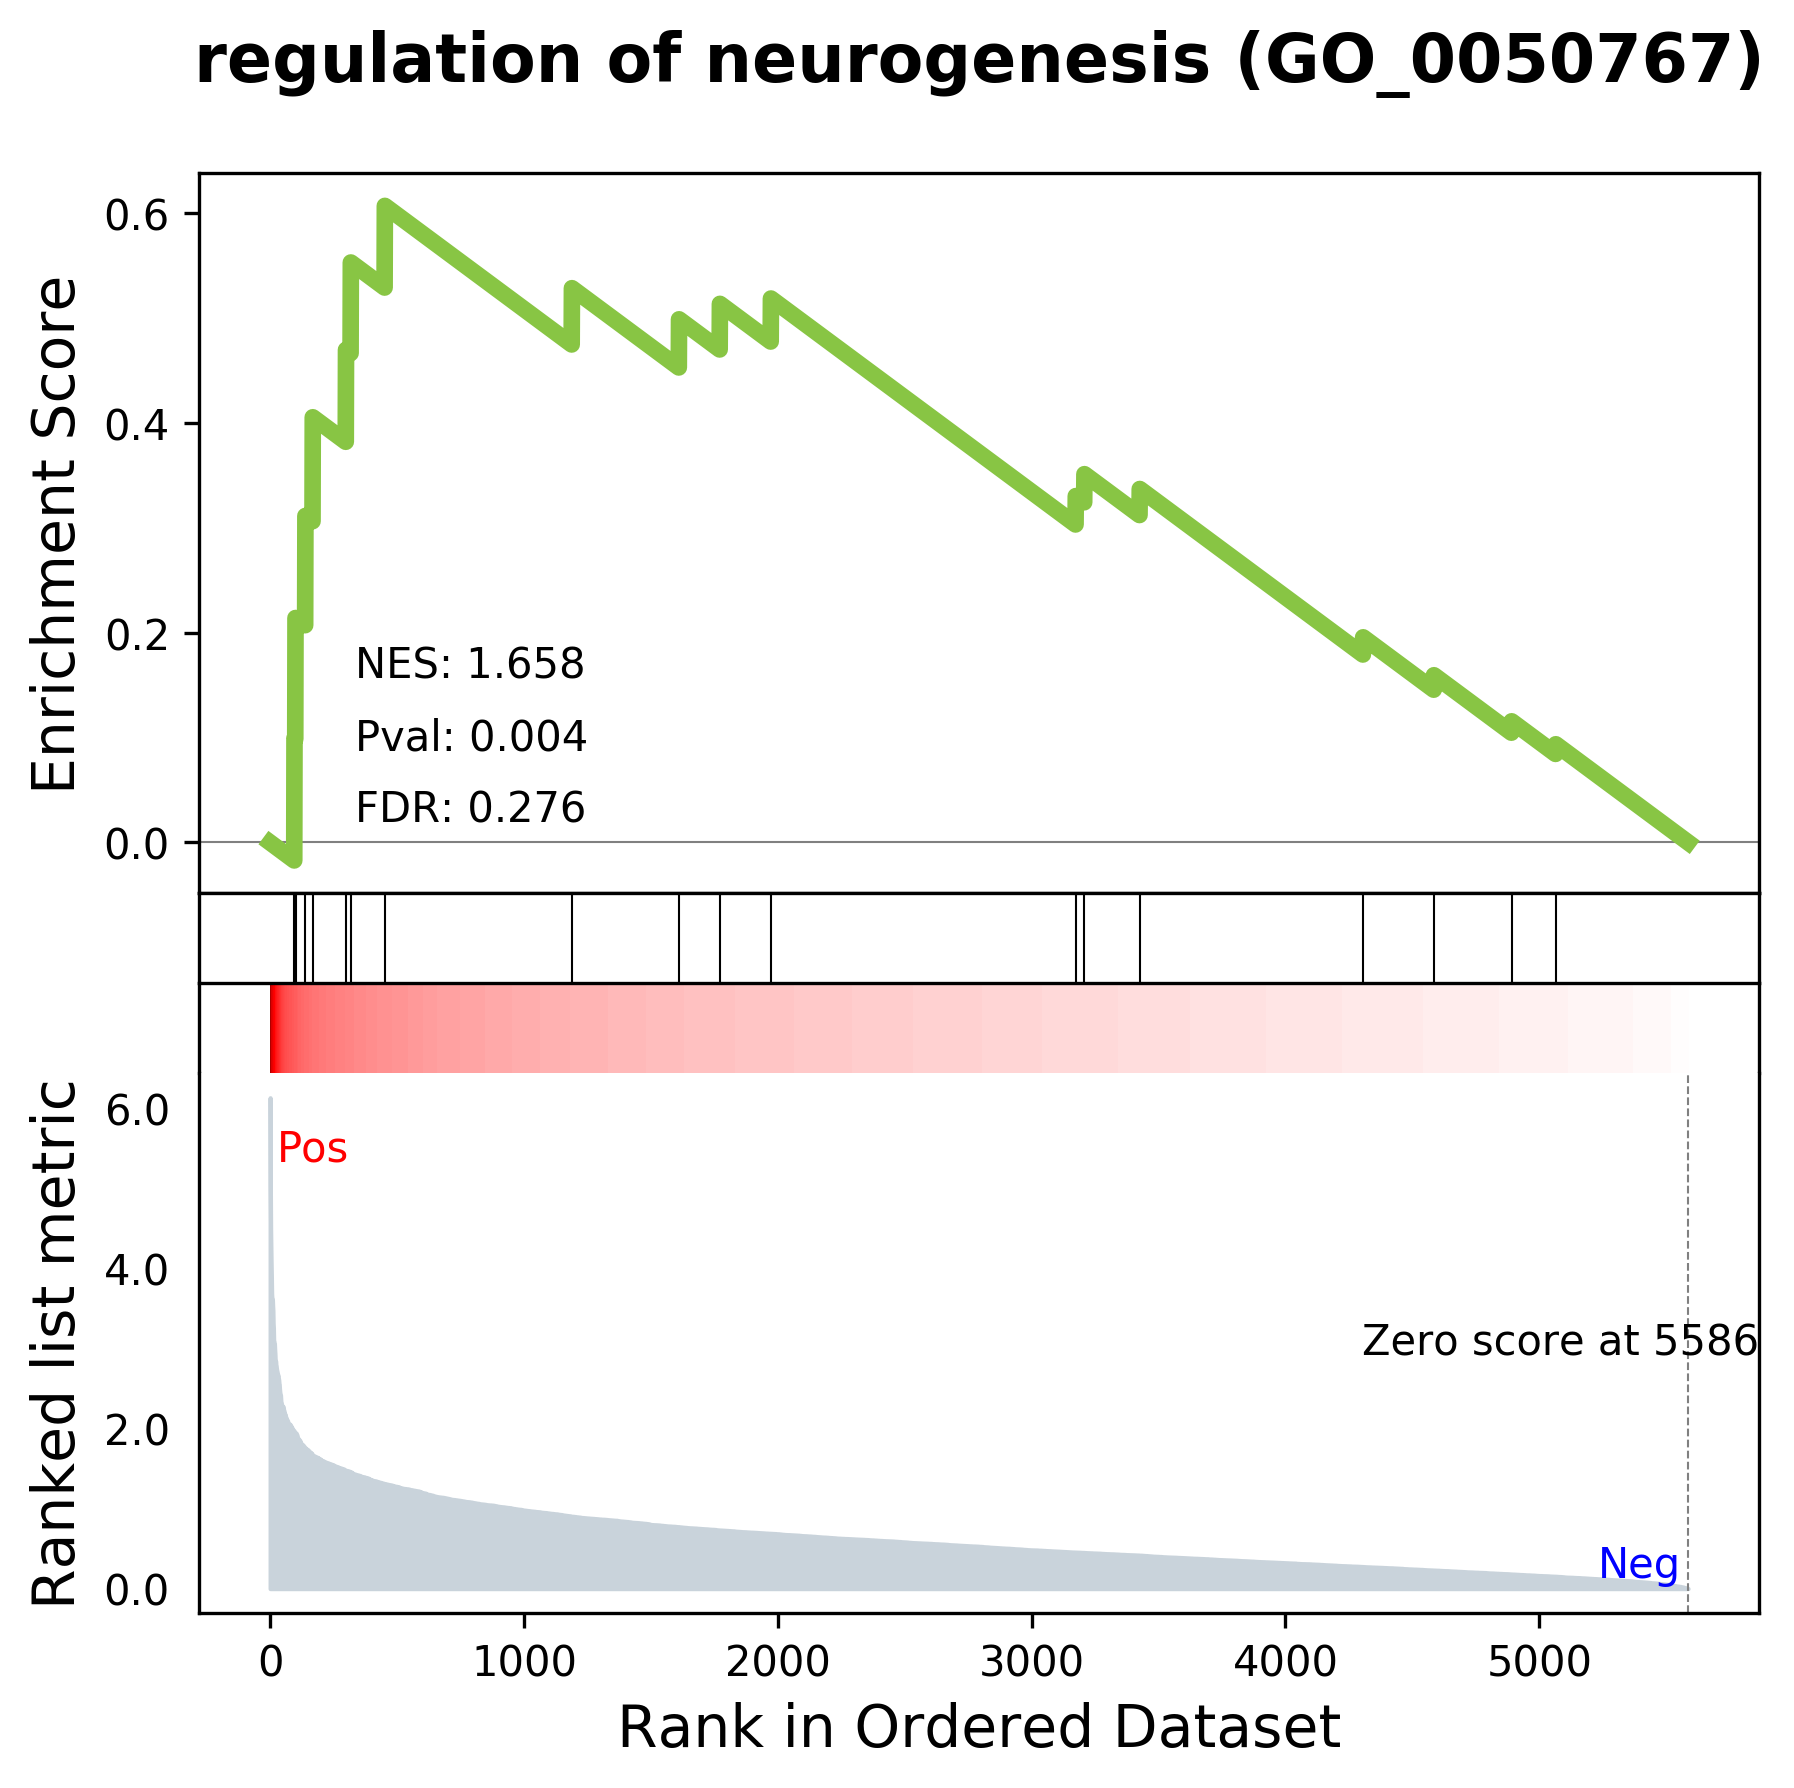 regulation of neurogenesis (GO_0050767)
Enrichment Score
0.6
0.4
0.2
0.0
NES: 1.658
Pval: 0.004
FDR: 0.276
Ranked list metric
6.0
4.0
2.0
0.0
Pos
Zero score at 5586
Neg
0 1000 2000 3000 4000 5000
Rank in Ordered Dataset